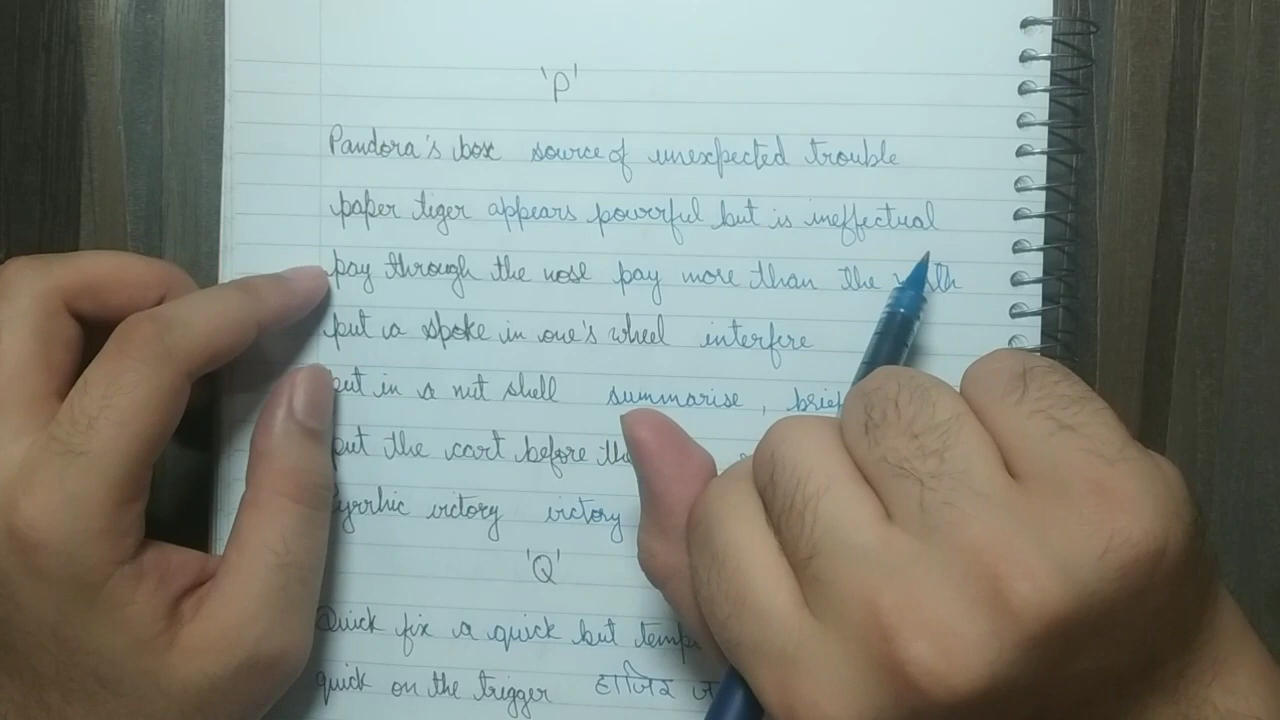 'P'
Pandora's box source of unexpected trouble
paper tiger appears powerful but is ineffectual
pay through the nose pay more than the
put a spoke in one's wheel interfere
put in a nut shell summarise, brief
put the cart before the
Pyrrhic victory victory
'Q'
Quick fix a quick but
quick on the trigger हाजिर